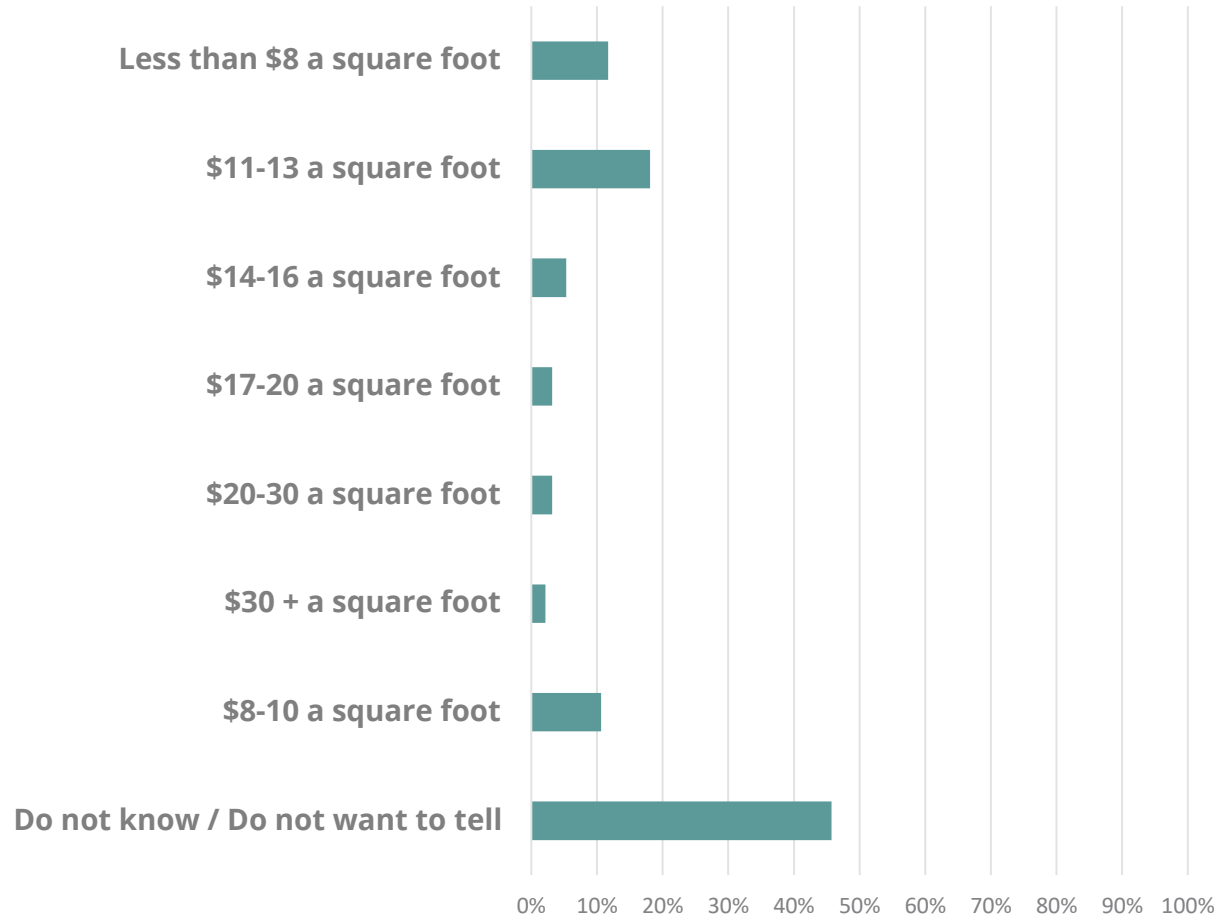 Less than $8 a square foot
$11-13 a square foot
$14-16 a square foot
$17-20 a square foot
$20-30 a square foot
$30 + a square foot
$8-10 a square foot
Do not know / Do not want to tell
0% 10% 20% 30% 40% 50% 60% 70% 80% 90% 100%